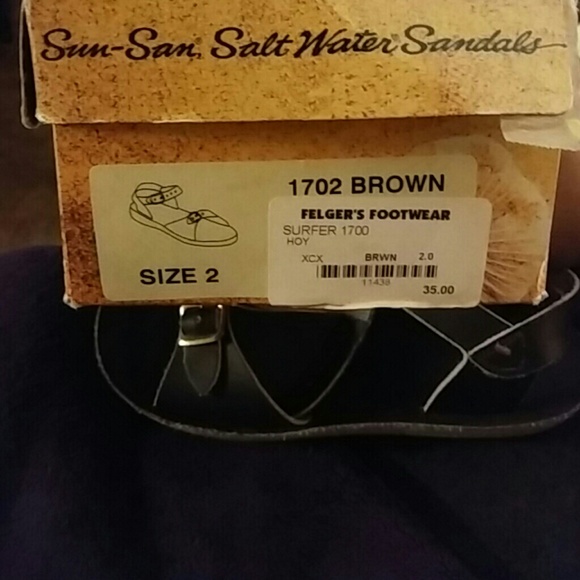 Sun-San Salt Water Sandals
1702 BROWN
SIZE 2
FELGER'S FOOTWEAR
SURFER 1700
HOY
XCX BRWN 2.0
11438
35.00